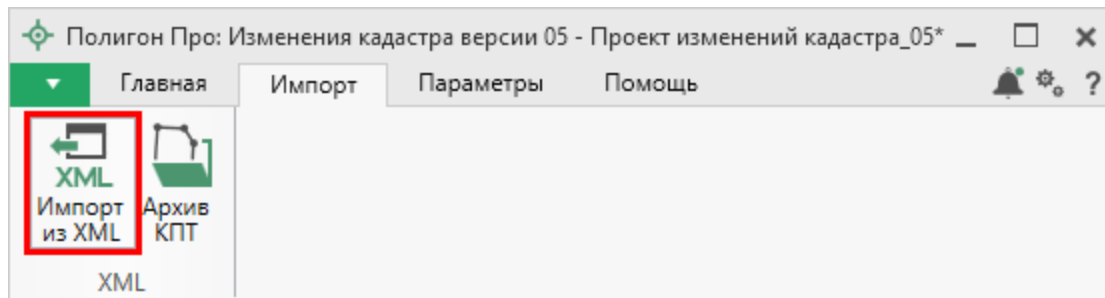 Полигон Про: Изменения кадастра версии 05 - Проект изменений кадастра_05*
Главная Импорт Параметры Помощь ?
XML
Импорт из XML
Архив КПТ
XML